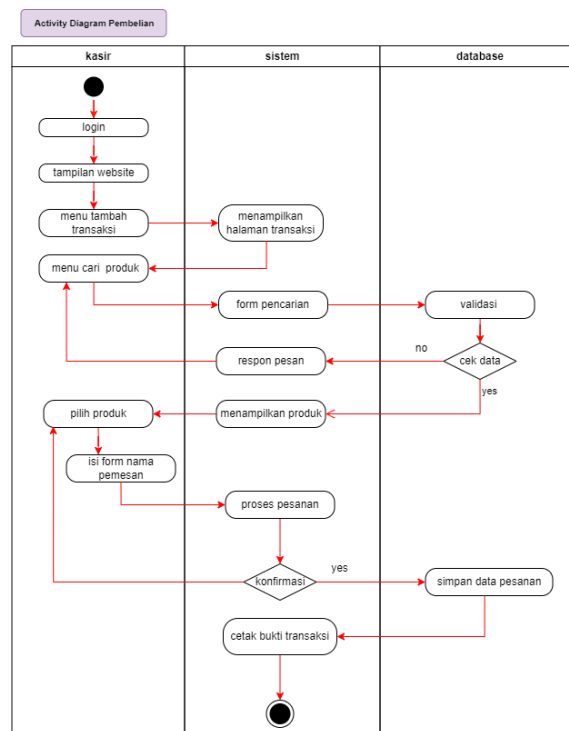 Activity Diagram Pembelian
kasir
sistem
database
login
tampilan website
menu tambah
transaksi
menampilkan
halaman transaksi
menu cari produk
form pencarian
validasi
respon pesan
no
cek data
yes
pilih produk
menampilkan produk
isi form nama
pemesan
proses pesanan
konfirmasi
yes
simpan data pesanan
cetak bukti transaksi